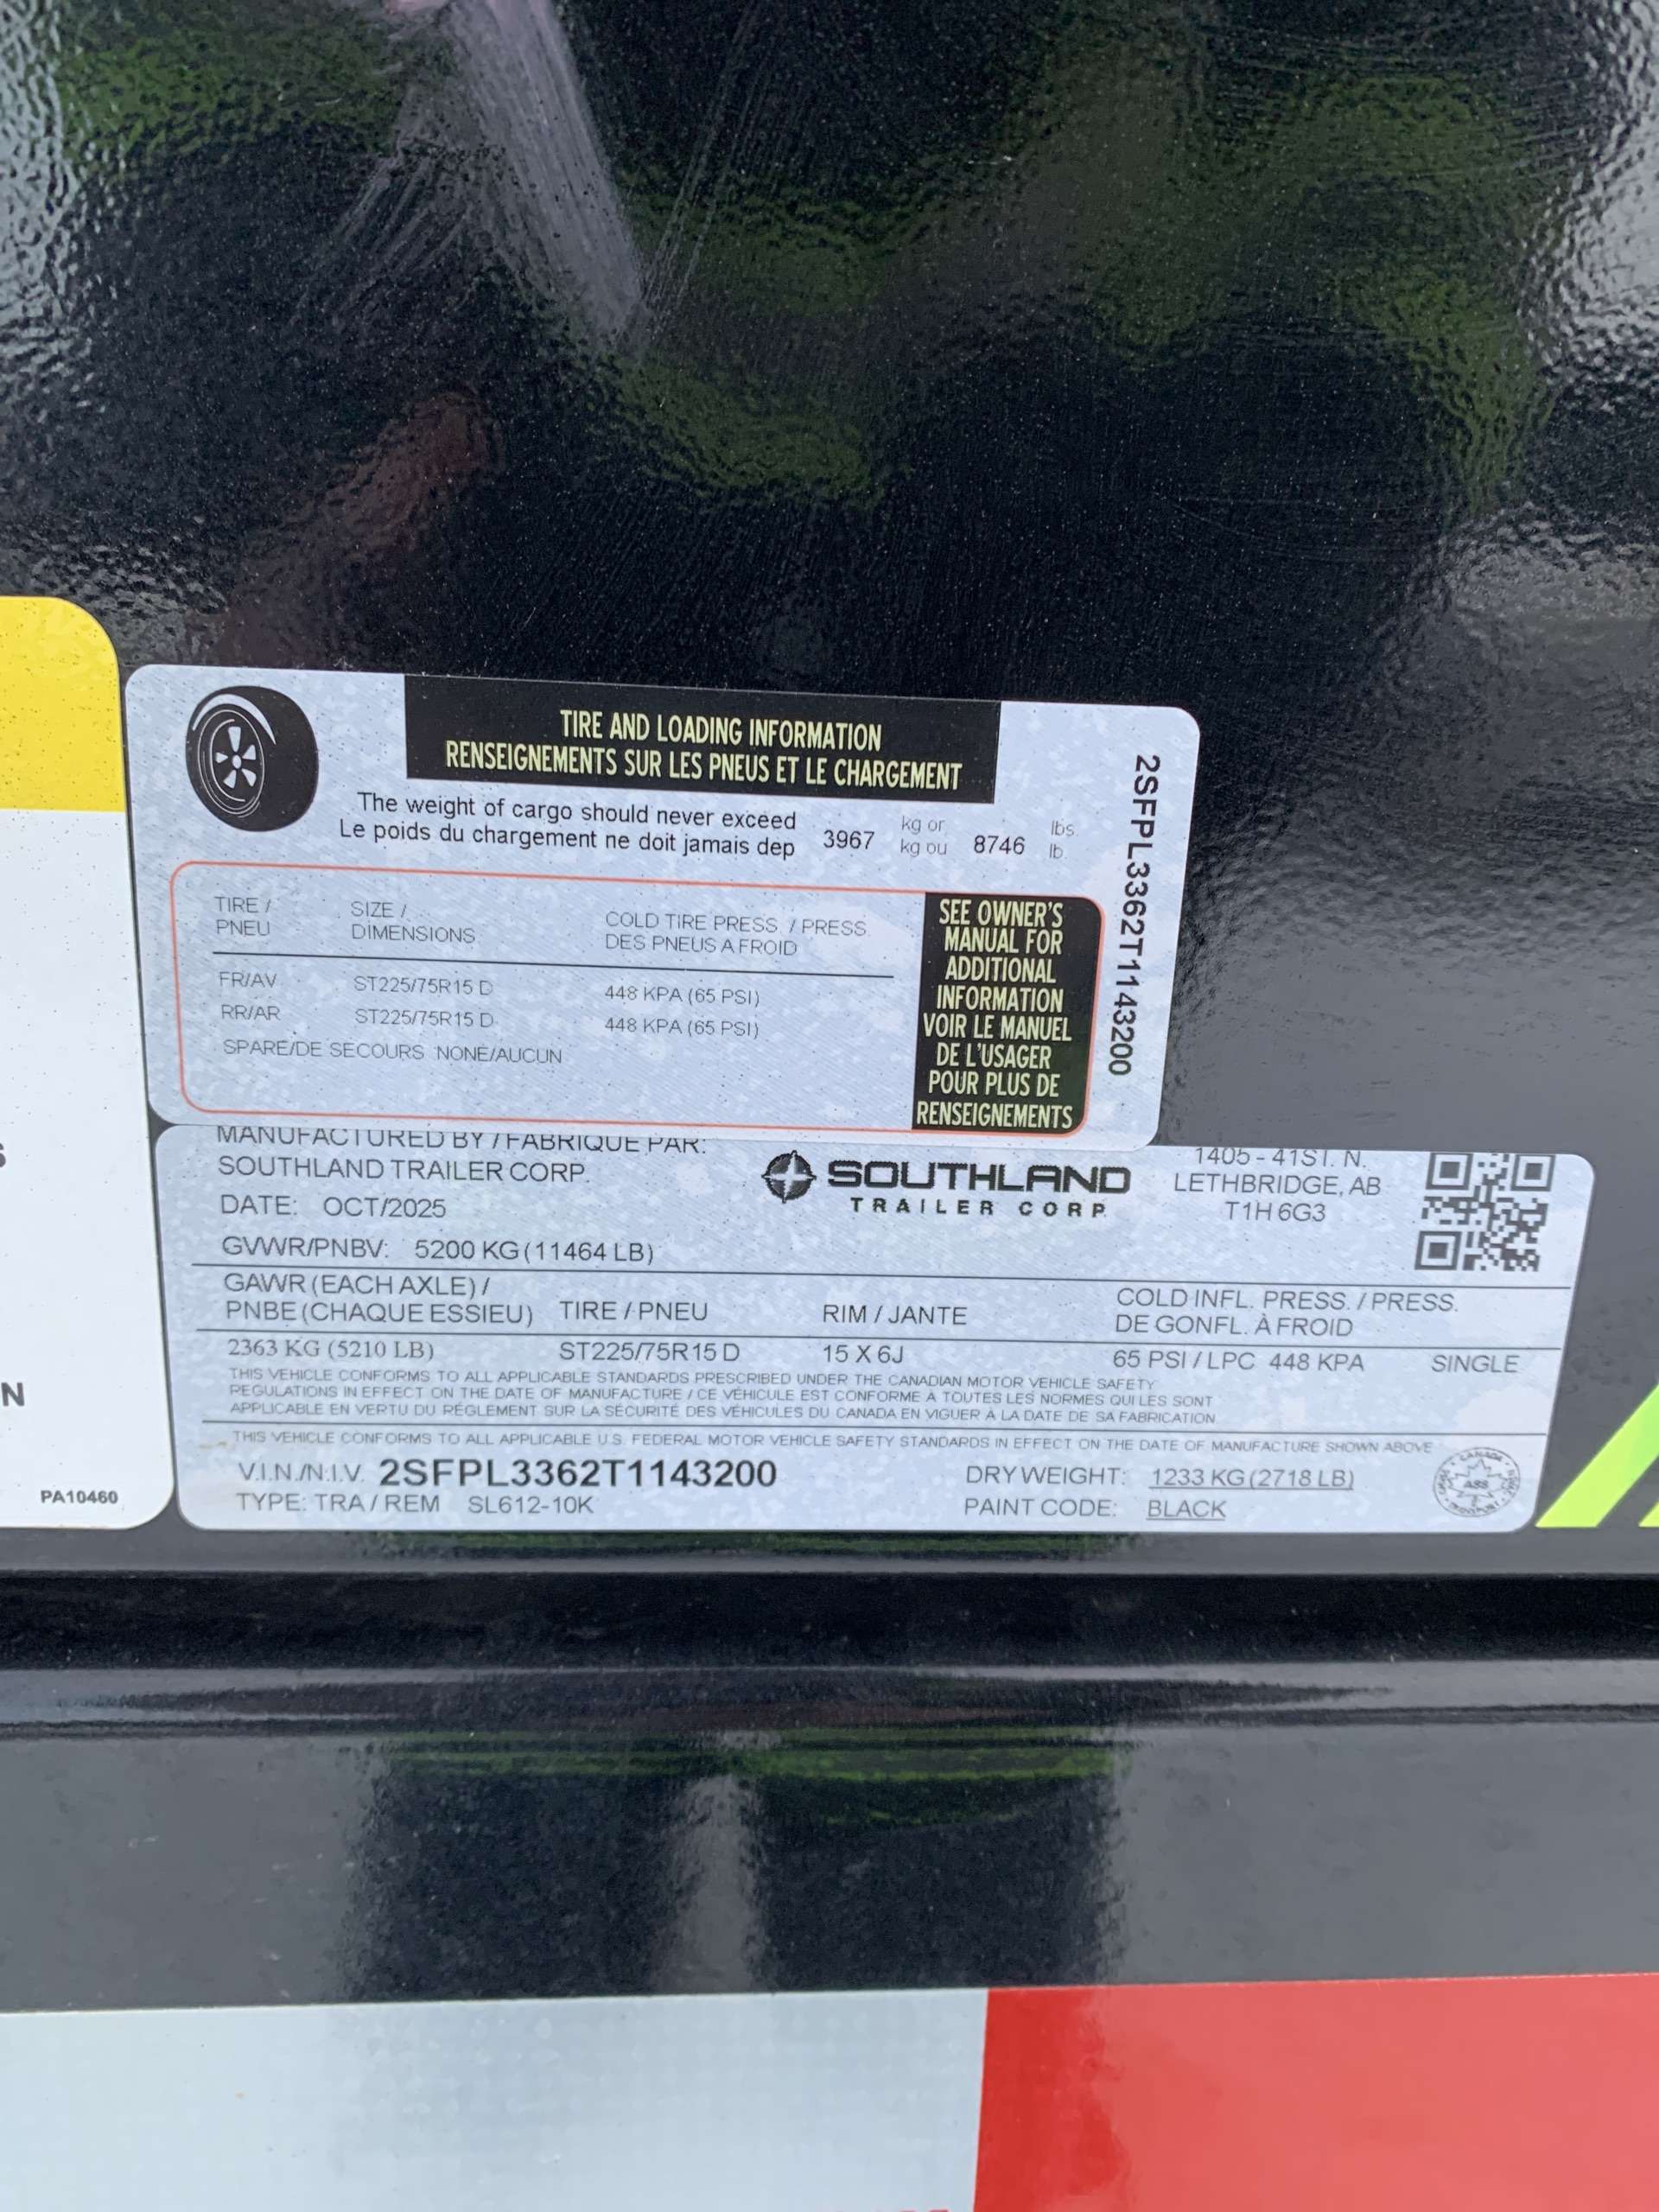 TIRE AND LOADING INFORMATION
RENSEIGNEMENTS SUR LES PNEUS ET LE CHARGEMENT
The weight of cargo should never exceed
Le poids du chargement ne doit jamais dep 3967 kg or kg ou 8746 lbs. lb.
TIRE / PNEU SIZE / DIMENSIONS COLD TIRE PRESS. / PRESS. DES PNEUS A FROID
FR/AV ST225/75R15 D 448 KPA (65 PSI)
RR/AR ST225/75R15 D 448 KPA (65 PSI)
SPARE/DE SECOURS NONE/AUCUN
SEE OWNER'S
MANUAL FOR
ADDITIONAL
INFORMATION
VOIR LE MANUEL
DE L'USAGER
POUR PLUS DE
RENSEIGNEMENTS
2SFPL3362T1143200
MANUFACTURED BY / FABRIQUE PAR:
SOUTHLAND TRAILER CORP.
DATE: OCT/2025
GVWR/PNBV: 5200 KG (11464 LB)
SOUTHLAND
TRAILER CORP
1405 - 41ST. N.
LETHBRIDGE, AB
T1H 6G3
GAWR (EACH AXLE) /
PNBE (CHAQUE ESSIEU) TIRE / PNEU RIM / JANTE COLD INFL. PRESS. / PRESS. DE GONFL. À FROID
2363 KG (5210 LB) ST225/75R15 D 15 X 6J 65 PSI / LPC 448 KPA SINGLE
THIS VEHICLE CONFORMS TO ALL APPLICABLE STANDARDS PRESCRIBED UNDER THE CANADIAN MOTOR VEHICLE SAFETY
REGULATIONS IN EFFECT ON THE DATE OF MANUFACTURE / CE VÉHICULE EST CONFORME À TOUTES LES NORMES QUI LES SONT
APPLICABLE EN VERTU DU RÉGLEMENT SUR LA SÉCURITÉ DES VÉHICULES DU CANADA EN VIGUER À LA DATE DE SA FABRICATION
THIS VEHICLE CONFORMS TO ALL APPLICABLE U.S. FEDERAL MOTOR VEHICLE SAFETY STANDARDS IN EFFECT ON THE DATE OF MANUFACTURE SHOWN ABOVE
V.I.N./N.I.V. 2SFPL3362T1143200 DRY WEIGHT: 1233 KG (2718 LB)
TYPE: TRA / REM SL612-10K PAINT CODE: BLACK
N
PA10460